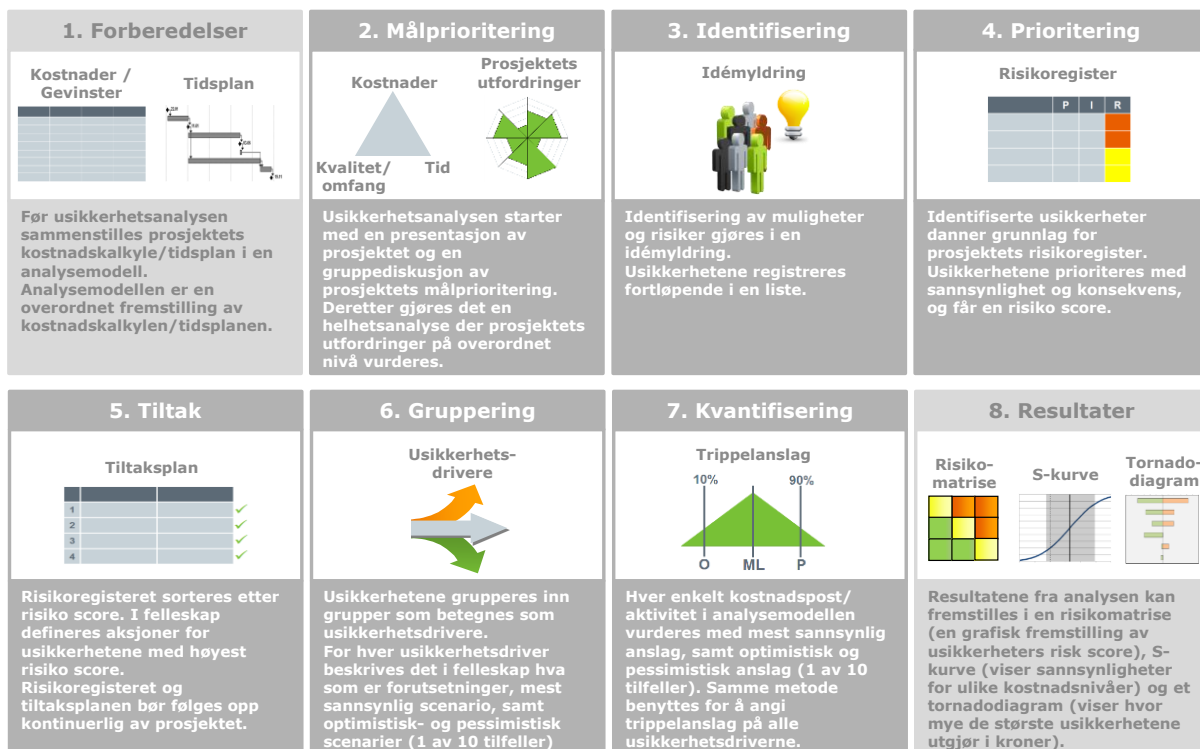 1. Forberedelser
Kostnader /
Gevinster
Tidsplan
Før usikkerhetsanalysen
sammenstilles prosjektets
kostnadskalkyle/tidsplan i en
analysemodell.
Analysemodellen er en
overordnet fremstilling av
kostnadskalkylen/tidsplanen.
2. Målprioritering
Kostnader
Kvalitet/
omfang
Tid
Prosjektets
utfordringer
Usikkerhetsanalysen starter
med en presentasjon av
prosjektet og en
gruppediskusjon av
prosjektets målprioritering.
Deretter gjøres det en
helhetsanalyse der prosjektets
utfordringer på overordnet
nivå vurderes.
3. Identifisering
Idémyldring
Identifisering av muligheter
og risiker gjøres i en
idémyldring.
Usikkerhetene registreres
fortløpende i en liste.
4. Prioritering
Risikoregister
P I R
Identifiserte usikkerheter
danner grunnlag for
prosjektets risikoregister.
Usikkerhetene prioriteres med
sannsynlighet og konsekvens,
og får en risiko score.
5. Tiltak
Tiltaksplan
1
2
3
4
Risikoregisteret sorteres etter
risiko score. I felleskap
defineres aksjoner for
usikkerhetene med høyest
risiko score.
Risikoregisteret og
tiltaksplanen bør følges opp
kontinuerlig av prosjektet.
6. Gruppering
Usikkerhets-
drivere
Usikkerhetene grupperes inn
grupper som betegnes som
usikkerhetsdrivere.
For hver usikkerhetsdriver
beskrives det i felleskap hva
som er forutsetninger, mest
sannsynlig scenario, samt
optimistisk- og pessimistisk
scenarier (1 av 10 tilfeller)
7. Kvantifisering
Trippelanslag
10% 90%
O ML P
Hver enkelt kostnadspost/
aktivitet i analysemodellen
vurderes med mest sannsynlig
anslag, samt optimistisk og
pessimistisk anslag (1 av 10
tilfeller). Samme metode
benyttes for å angi
trippelanslag på alle
usikkerhetsdriverne.
8. Resultater
Risiko-
matrise
S-kurve
Tornado-
diagram
Resultatene fra analysen kan
fremstilles i en risikomatrise
(en grafisk fremstilling av
usikkerheters risk score), S-
kurve (viser sannsynligheter
for ulike kostnadsnivåer) og et
tornadodiagram (viser hvor
mye de største usikkerhetene
utgjør i kroner).